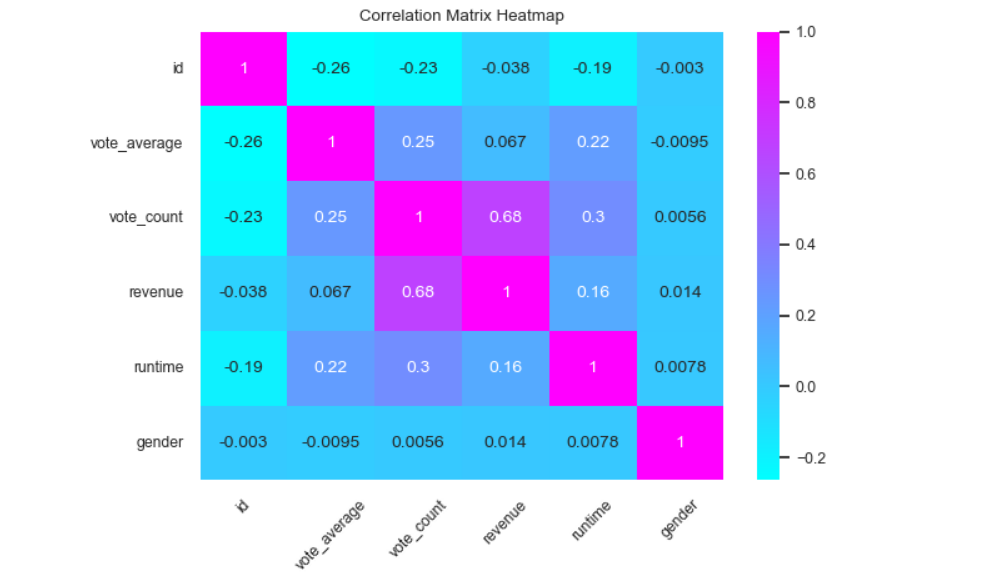 Correlation Matrix Heatmap
id 1 -0.26 -0.23 -0.038 -0.19 -0.003
vote_average -0.26 1 0.25 0.067 0.22 -0.0095
vote_count -0.23 0.25 1 0.68 0.3 0.0056
revenue -0.038 0.067 0.68 1 0.16 0.014
runtime -0.19 0.22 0.3 0.16 1 0.0078
gender -0.003 -0.0095 0.0056 0.014 0.0078 1
id vote_average vote_count revenue runtime gender
1.0
0.8
0.6
0.4
0.2
0.0
−0.2